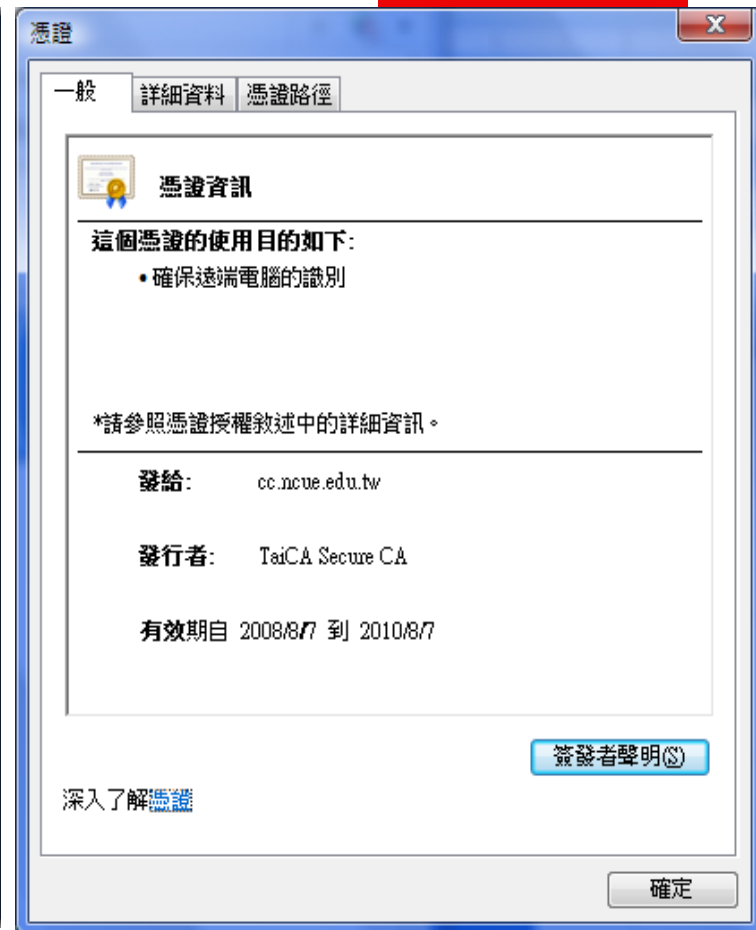 憑證
X
一般 詳細資料 憑證路徑
憑證資訊
這個憑證的使用目的如下:
•確保遠端電腦的識別
*請參照憑證授權敘述中的詳細資訊。
發給: cc.ncue.edu.tw
發行者: TaiCA Secure CA
有效期自 2008/8/7 到 2010/8/7
簽發者聲明(S)
深入了解憑證
確定